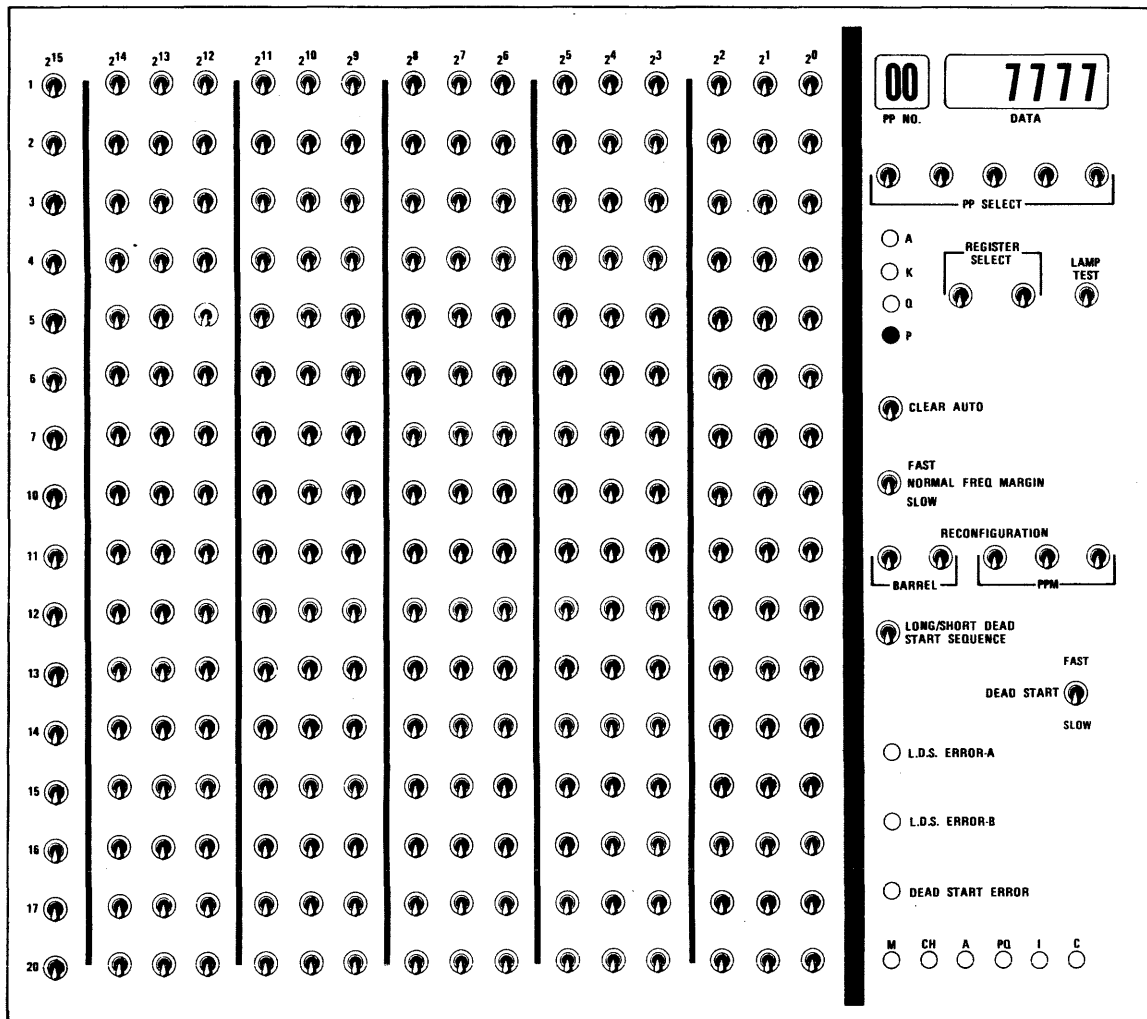 2^15 2^14 2^13 2^12 2^11 2^10 2^9 2^8 2^7 2^6 2^5 2^4 2^3 2^2 2^1 2^0
1
2
3
4
5
6
7
10
11
12
13
14
15
16
17
20
00 7777
PP NO. DATA
PP SELECT
A
K
Q
P
REGISTER
SELECT
LAMP
TEST
CLEAR AUTO
FAST
NORMAL FREQ MARGIN
SLOW
RECONFIGURATION
BARREL PPM
LONG/SHORT DEAD
START SEQUENCE
FAST
DEAD START
SLOW
L.D.S. ERROR-A
L.D.S. ERROR-B
DEAD START ERROR
M CH A PQ I C